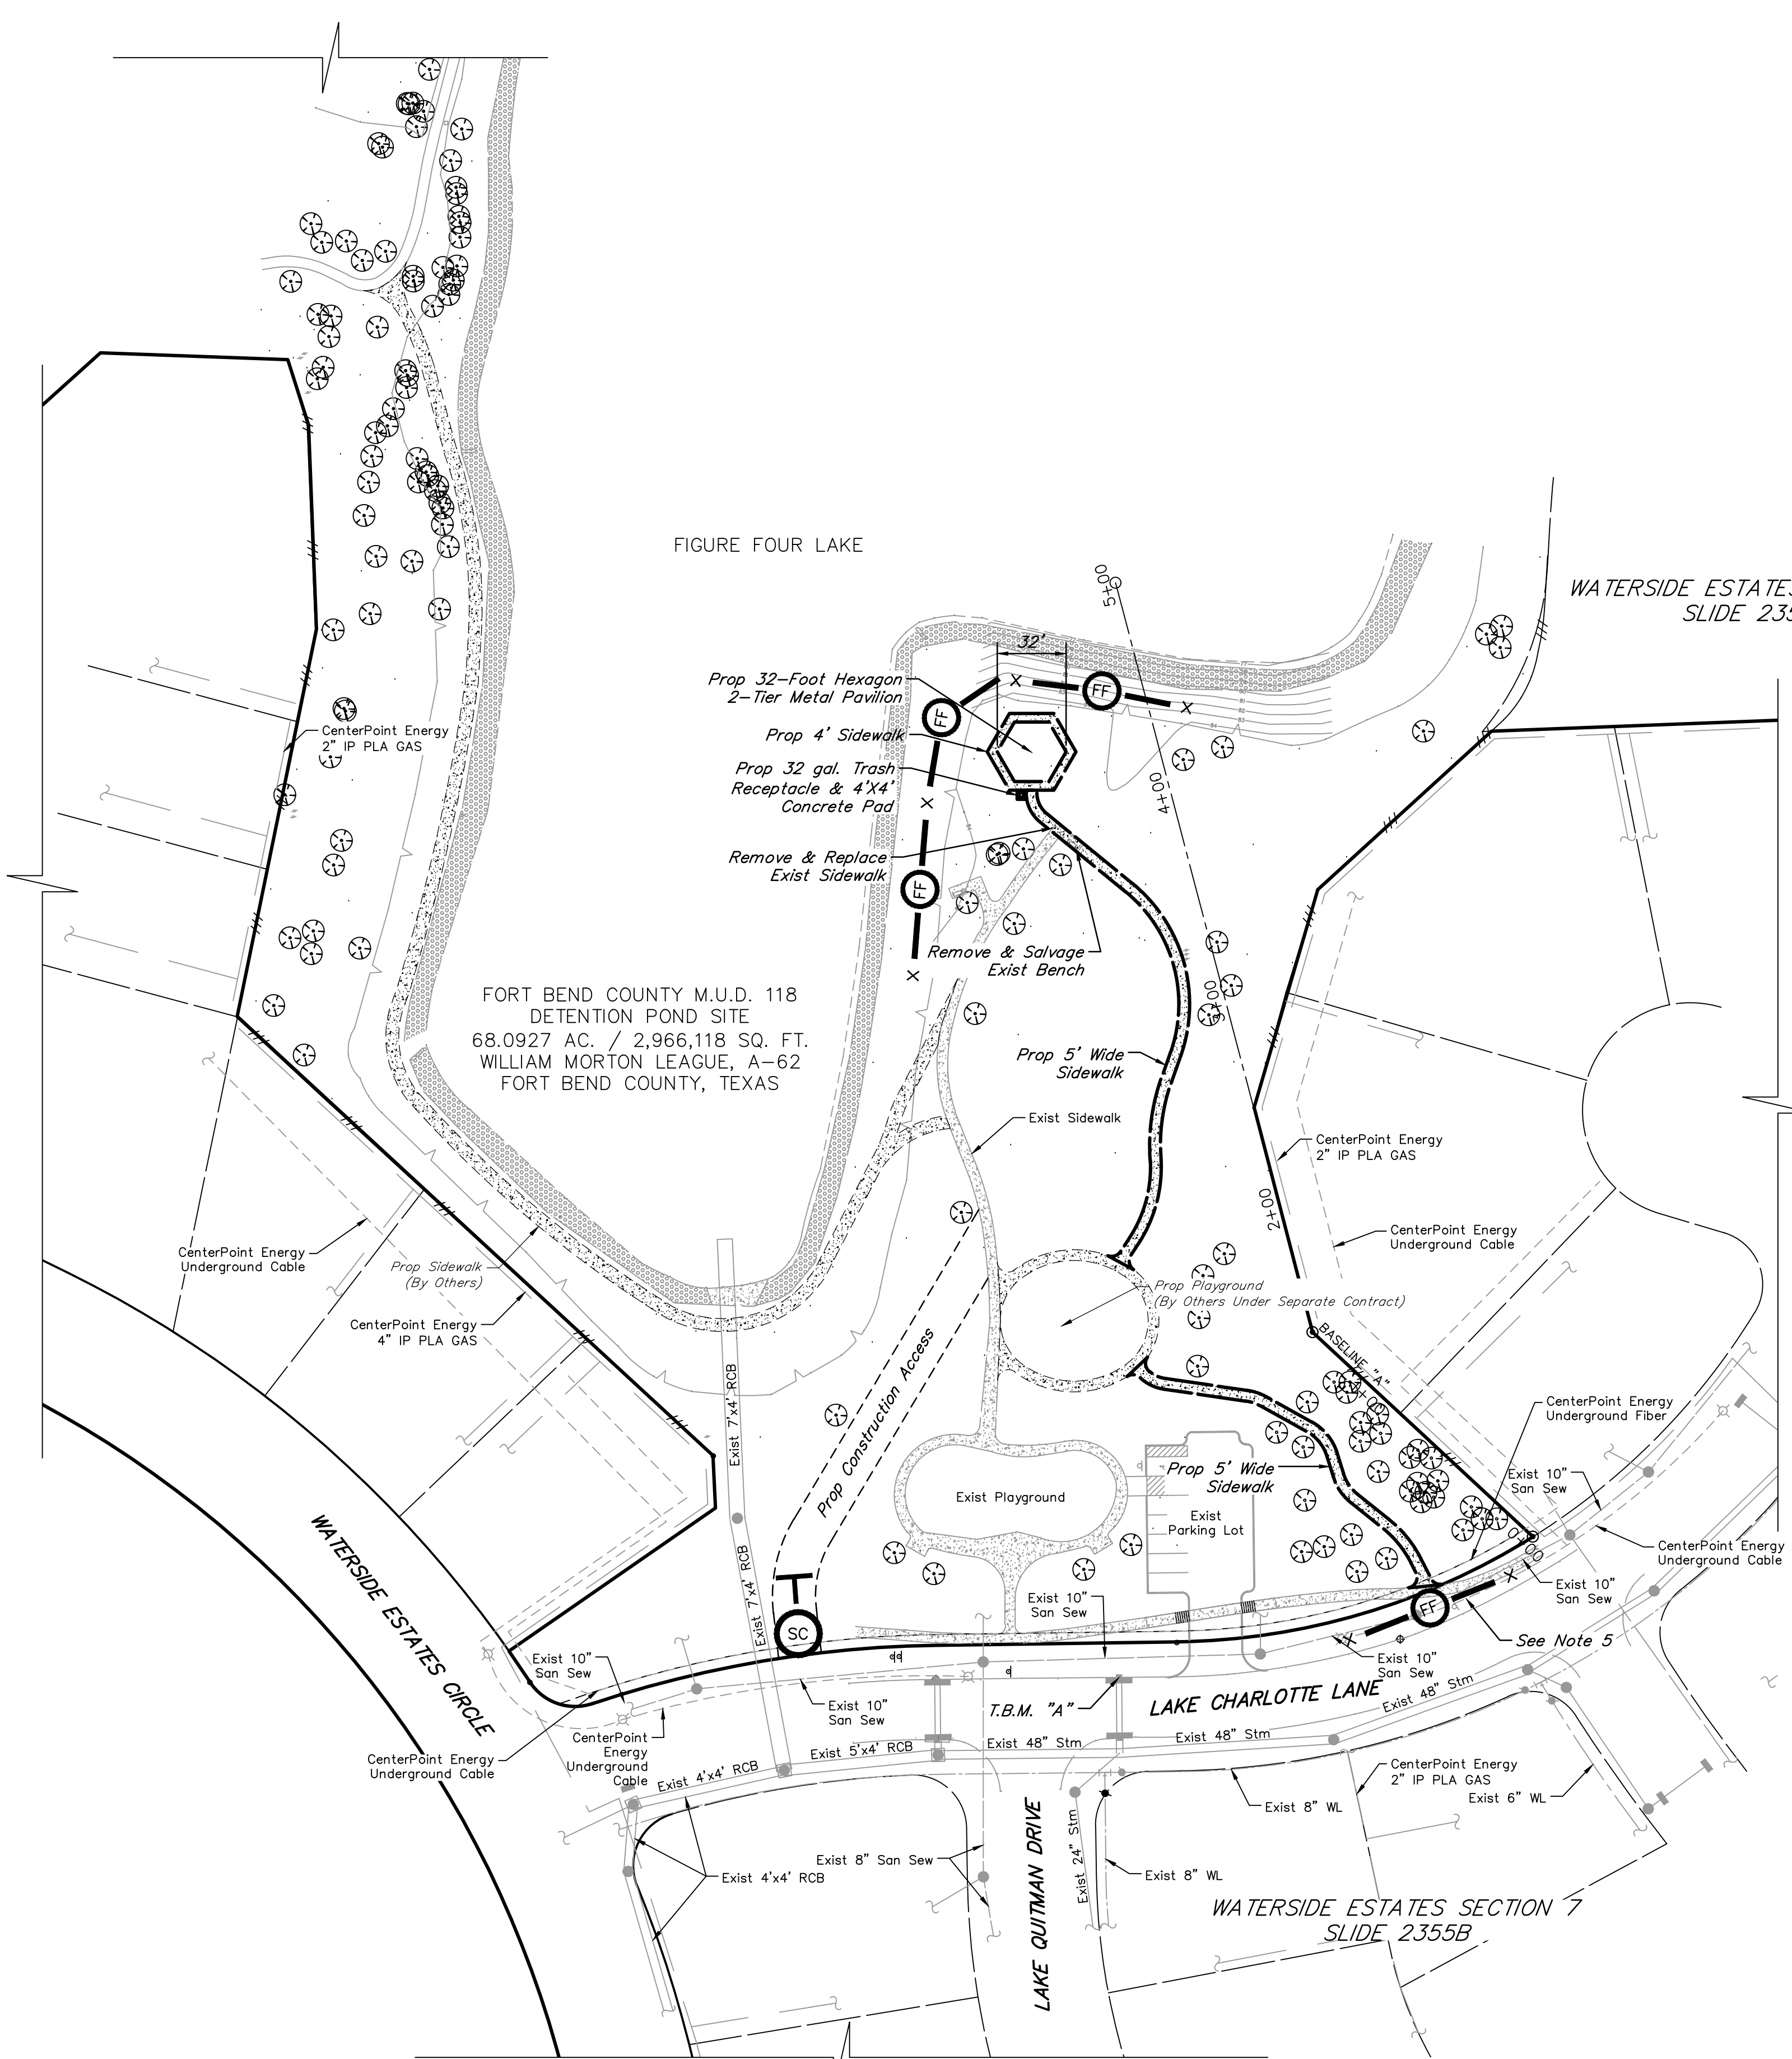 FIGURE FOUR LAKE
5+00
WATERSIDE ESTATES
SLIDE 235
32'
Prop 32-Foot Hexagon
2-Tier Metal Pavilion
FF
X
FF
X
Prop 4' Sidewalk
Prop 32 gal. Trash
Receptacle & 4'X4'
Concrete Pad
X
4+00
Remove & Replace
Exist Sidewalk
FF
X
Remove & Salvage
Exist Bench
CenterPoint Energy
2" IP PLA GAS
FORT BEND COUNTY M.U.D. 118
DETENTION POND SITE
68.0927 AC. / 2,966,118 SQ. FT.
WILLIAM MORTON LEAGUE, A-62
FORT BEND COUNTY, TEXAS
3+00
Prop 5' Wide
Sidewalk
Exist Sidewalk
CenterPoint Energy
2" IP PLA GAS
2+00
CenterPoint Energy
Underground Cable
CenterPoint Energy
Underground Cable
Prop Sidewalk
(By Others)
CenterPoint Energy
4" IP PLA GAS
Prop Playground
(By Others Under Separate Contract)
BASELINE "A"
1+00
Exist 7'x4' RCB
Prop Construction Access
CenterPoint Energy
Underground Fiber
Prop 5' Wide
Sidewalk
Exist 10"
San Sew
Exist Playground
Exist
Parking Lot
0+00
CenterPoint Energy
Underground Cable
WATERSIDE ESTATES CIRCLE
Exist 7'x4' RCB
Exist 10"
San Sew
Exist 10"
San Sew
SC
FF
X
X
See Note 5
Exist 10"
San Sew
Exist 10"
San Sew
Exist 10"
San Sew
T.B.M. "A"
LAKE CHARLOTTE LANE
Exist 48" Stm
CenterPoint Energy
Underground Cable
CenterPoint
Energy
Underground
Cable
Exist 4'x4' RCB
Exist 5'x4' RCB
Exist 48" Stm
Exist 48" Stm
CenterPoint Energy
2" IP PLA GAS
Exist 6" WL
Exist 8" WL
Exist 8" San Sew
Exist 4'x4' RCB
LAKE QUITMAN DRIVE
Exist 24" Stm
Exist 8" WL
WATERSIDE ESTATES SECTION 7
SLIDE 2355B